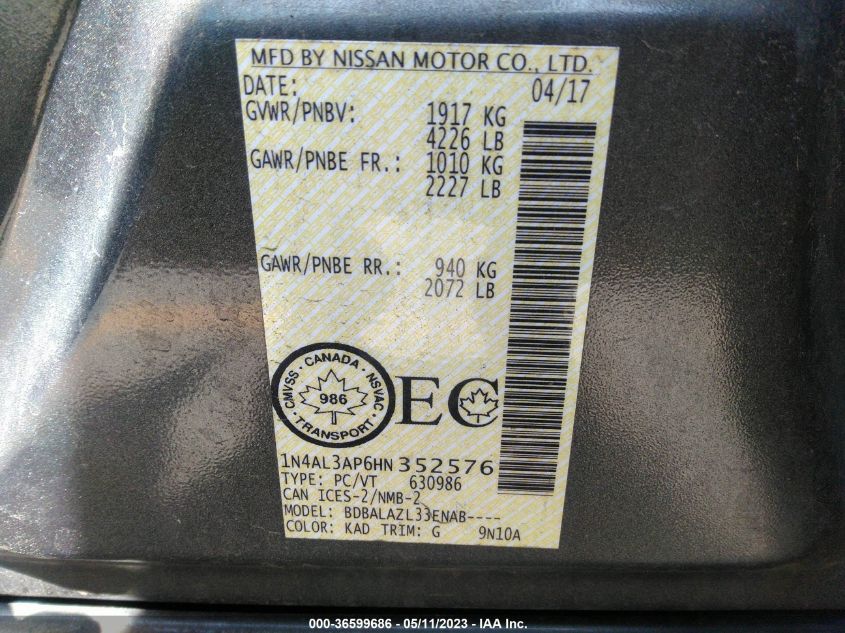 MFD BY NISSAN MOTOR CO., LTD.
DATE: 04/17
GVWR/PNBV: 1917 KG
4226 LB
GAWR/PNBE FR.: 1010 KG
2227 LB
GAWR/PNBE RR.: 940 KG
2072 LB
CMVSS · CANADA · NSVAC · TRANSPORT ·
986
EC
1N4AL3AP6HN352576
TYPE: PC/VT 630986
CAN ICES-2/NMB-2
MODEL: BDBALAZL33ENAB----
COLOR: KAD TRIM: G 9N10A
000-36599686 - 05/11/2023 - IAA Inc.